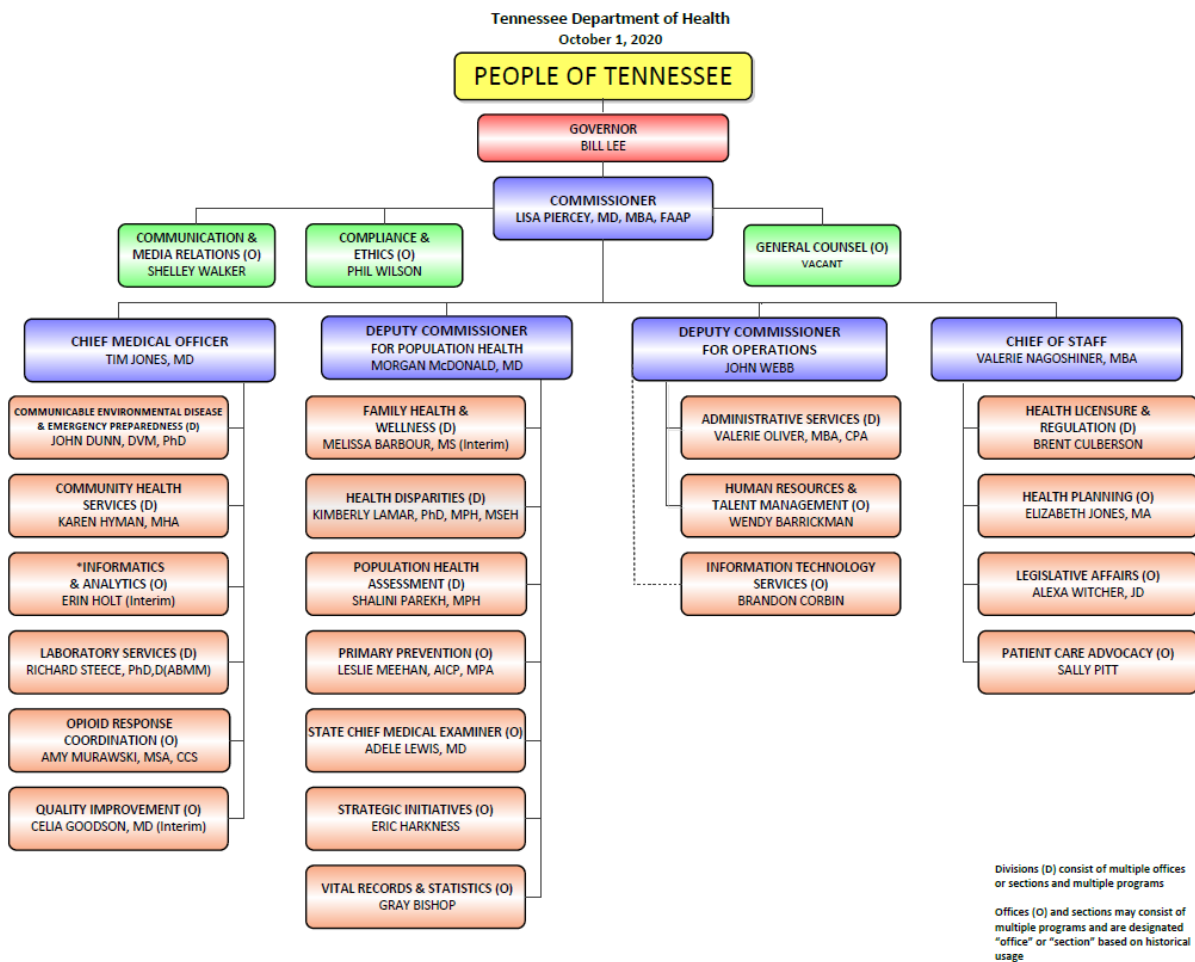 Tennessee Department of Health
October 1, 2020
PEOPLE OF TENNESSEE
GOVERNOR
BILL LEE
COMMISSIONER
LISA PIERCEY, MD, MBA, FAAP
COMMUNICATION &
MEDIA RELATIONS (O)
SHELLEY WALKER
COMPLIANCE &
ETHICS (O)
PHIL WILSON
GENERAL COUNSEL (O)
VACANT
CHIEF MEDICAL OFFICER
TIM JONES, MD
COMMUNICABLE ENVIRONMENTAL DISEASE
& EMERGENCY PREPAREDNESS (D)
JOHN DUNN, DVM, PhD
COMMUNITY HEALTH
SERVICES (D)
KAREN HYMAN, MHA
*INFORMATICS
& ANALYTICS (O)
ERIN HOLT (Interim)
LABORATORY SERVICES (D)
RICHARD STEECE, PhD,D(ABMM)
OPIOID RESPONSE
COORDINATION (O)
AMY MURAWSKI, MSA, CCS
QUALITY IMPROVEMENT (O)
CELIA GOODSON, MD (Interim)
DEPUTY COMMISSIONER
FOR POPULATION HEALTH
MORGAN McDONALD, MD
FAMILY HEALTH &
WELLNESS (D)
MELISSA BARBOUR, MS (Interim)
HEALTH DISPARITIES (D)
KIMBERLY LAMAR, PhD, MPH, MSEH
POPULATION HEALTH
ASSESSMENT (D)
SHALINI PAREKH, MPH
PRIMARY PREVENTION (O)
LESLIE MEEHAN, AICP, MPA
STATE CHIEF MEDICAL EXAMINER (O)
ADELE LEWIS, MD
STRATEGIC INITIATIVES (O)
ERIC HARKNESS
VITAL RECORDS & STATISTICS (O)
GRAY BISHOP
DEPUTY COMMISSIONER
FOR OPERATIONS
JOHN WEBB
ADMINISTRATIVE SERVICES (D)
VALERIE OLIVER, MBA, CPA
HUMAN RESOURCES &
TALENT MANAGEMENT (O)
WENDY BARRICKMAN
INFORMATION TECHNOLOGY
SERVICES (O)
BRANDON CORBIN
CHIEF OF STAFF
VALERIE NAGOSHINER, MBA
HEALTH LICENSURE &
REGULATION (D)
BRENT CULBERSON
HEALTH PLANNING (O)
ELIZABETH JONES, MA
LEGISLATIVE AFFAIRS (O)
ALEXA WITCHER, JD
PATIENT CARE ADVOCACY (O)
SALLY PITT
Divisions (D) consist of multiple offices
or sections and multiple programs
Offices (O) and sections may consist of
multiple programs and are designated
"office" or "section" based on historical
usage